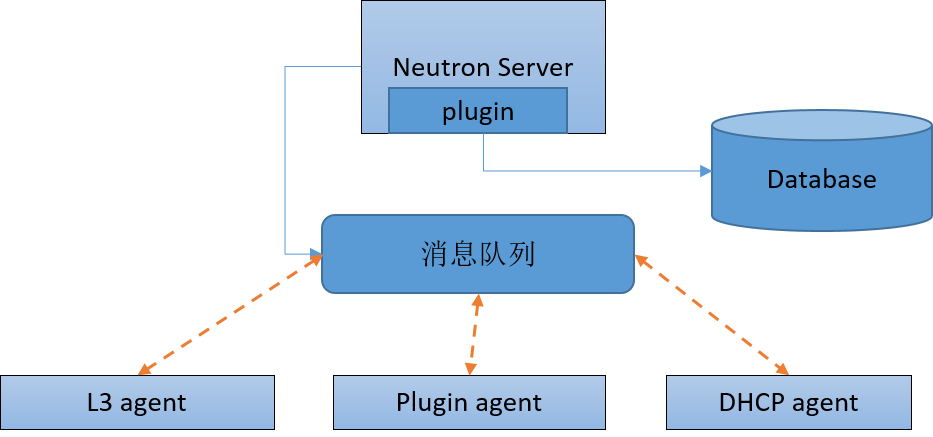 Neutron Server
plugin
Database
消息队列
L3 agent
Plugin agent
DHCP agent